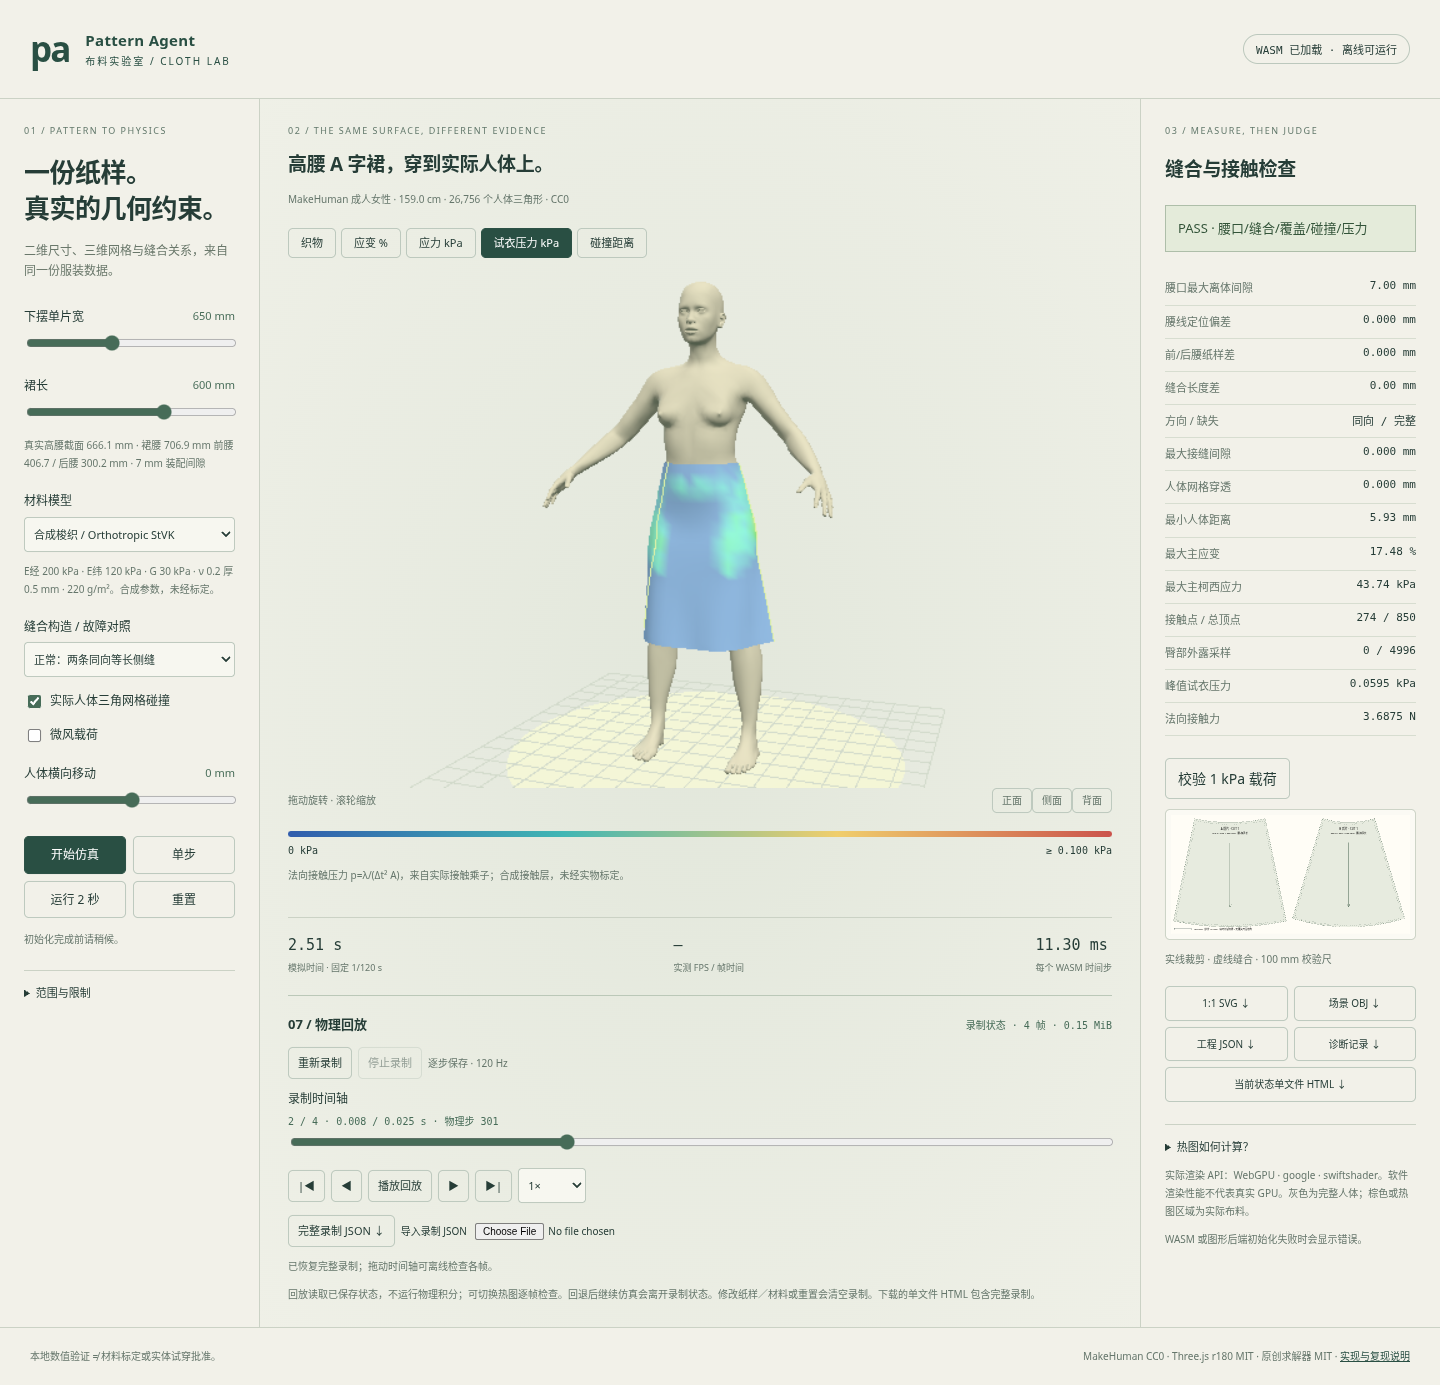 pa
Pattern Agent
布料实验室 / CLOTH LAB
WASM 已加载 · 离线可运行
01 / PATTERN TO PHYSICS
一份纸样。
真实的几何约束。
二维尺寸、三维网格与缝合关系，来自
同一份服装数据。
下摆单片宽 650 mm
裙长 600 mm
真实高腰截面 666.1 mm · 裙腰 706.9 mm 前腰
406.7 / 后腰 300.2 mm · 7 mm 装配间隙
材料模型
合成梭织 / Orthotropic StVK
E经 200 kPa · E纬 120 kPa · G 30 kPa · ν 0.2 厚
0.5 mm · 220 g/m²。合成参数，未经标定。
缝合构造 / 故障对照
正常：两条同向等长侧缝
实际人体三角网格碰撞
微风载荷
人体横向移动 0 mm
开始仿真 单步
运行 2 秒 重置
初始化完成前请稍候。
▶ 范围与限制
02 / THE SAME SURFACE, DIFFERENT EVIDENCE
高腰 A 字裙，穿到实际人体上。
MakeHuman 成人女性 · 159.0 cm · 26,756 个人体三角形 · CC0
织物 应变 % 应力 kPa 试衣压力 kPa 碰撞距离
拖动旋转 · 滚轮缩放 正面 侧面 背面
0 kPa ≥ 0.100 kPa
法向接触压力 p=λ/(Δt² A)，来自实际接触乘子；合成接触层，未经实物标定。
2.51 s — 11.30 ms
模拟时间 · 固定 1/120 s 实测 FPS / 帧时间 每个 WASM 时间步
07 / 物理回放 录制状态 · 4 帧 · 0.15 MiB
重新录制 停止录制 逐步保存 · 120 Hz
录制时间轴
2 / 4 · 0.008 / 0.025 s · 物理步 301
|◀ ◀ 播放回放 ▶ ▶| 1×
完整录制 JSON ↓ 导入录制 JSON Choose File No file chosen
已恢复完整录制；拖动时间轴可离线检查各帧。
回放读取已保存状态，不运行物理积分；可切换热图逐帧检查。回退后继续仿真会离开录制状态。修改纸样／材料或重置会清空录制。下载的单文件 HTML 包含完整录制。
03 / MEASURE, THEN JUDGE
缝合与接触检查
PASS · 腰口/缝合/覆盖/碰撞/压力
腰口最大离体间隙 7.00 mm
腰线定位偏差 0.000 mm
前/后腰纸样差 0.000 mm
缝合长度差 0.00 mm
方向 / 缺失 同向 / 完整
最大接缝间隙 0.000 mm
人体网格穿透 0.000 mm
最小人体距离 5.93 mm
最大主应变 17.48 %
最大主柯西应力 43.74 kPa
接触点 / 总顶点 274 / 850
臀部外露采样 0 / 4996
峰值试衣压力 0.0595 kPa
法向接触力 3.6875 N
校验 1 kPa 载荷
实线裁剪 · 虚线缝合 · 100 mm 校验尺
1:1 SVG ↓ 场景 OBJ ↓
工程 JSON ↓ 诊断记录 ↓
当前状态单文件 HTML ↓
▶ 热图如何计算？
实际渲染 API：WebGPU · google · swiftshader。软件
渲染性能不代表真实 GPU。灰色为完整人体；棕色或热
图区域为实际布料。
WASM 或图形后端初始化失败时会显示错误。
本地数值验证 ≠ 材料标定或实体试穿批准。
MakeHuman CC0 · Three.js r180 MIT · 原创求解器 MIT · 实现与复现说明